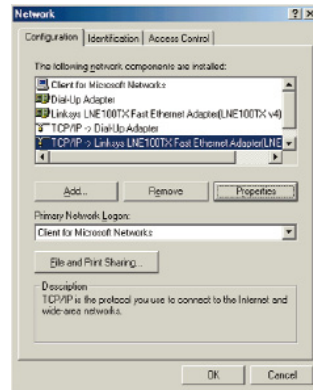 Network
Configuration Identification Access Control
The following network components are installed:
Client for Microsoft Networks
Dial-Up Adapter
Linksys LNE100TX Fast Ethernet Adapter(LNE100TX v4)
TCP/IP -> Dial-Up Adapter
TCP/IP -> Linksys LNE100TX Fast Ethernet Adapter(LNE
Add... Remove Properties
Primary Network Logon:
Client for Microsoft Networks
File and Print Sharing...
Description
TCP/IP is the protocol you use to connect to the Internet and
wide-area networks.
OK Cancel